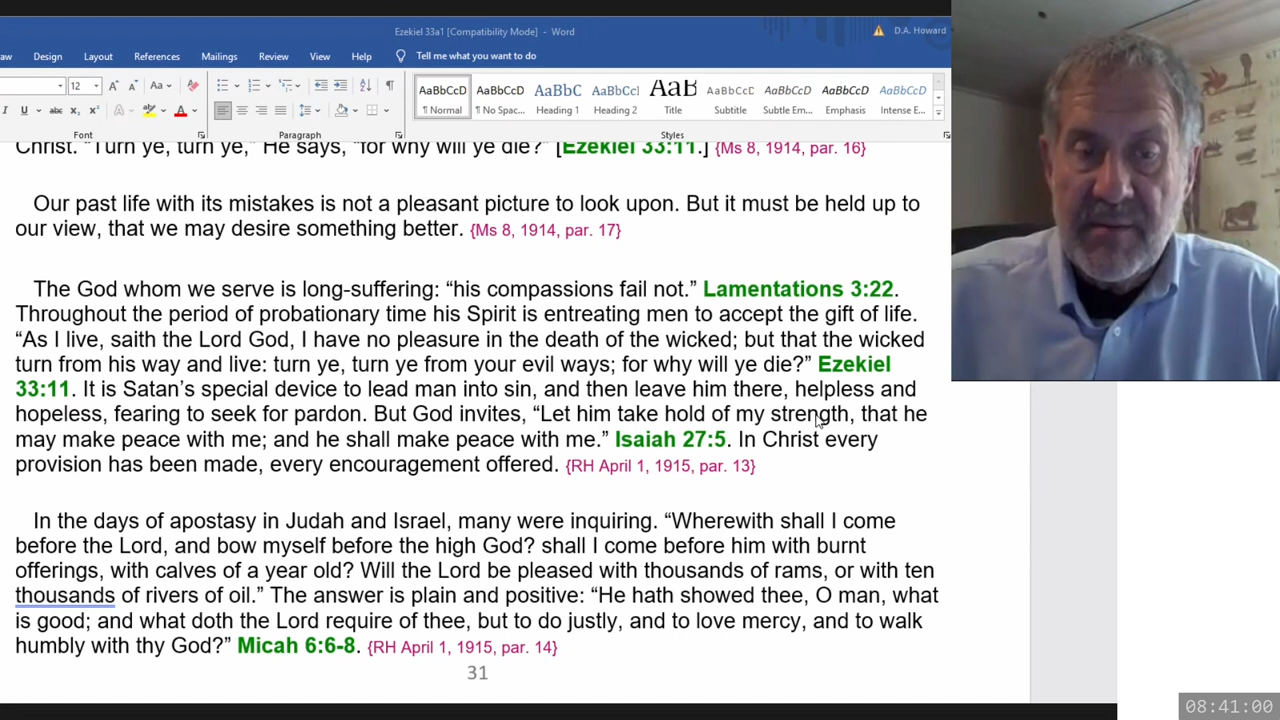 Ezekiel 33a1 [Compatibility Mode] - Word
D.A. Howard
aw Design Layout References Mailings Review View Help Tell me what you want to do
12 Aa
AaBbCcD AaBbCcD AaBbC AaBbCcI AaB AaBbCcD AaBbCcD AaBbCcD AaBbCcD
¶ Normal ¶ No Spac... Heading 1 Heading 2 Title Subtitle Subtle Em... Emphasis Intense E...
Font Paragraph Styles
Christ. “Turn ye, turn ye,” He says, “for why will ye die?” [Ezekiel 33:11.] {Ms 8, 1914, par. 16}
Our past life with its mistakes is not a pleasant picture to look upon. But it must be held up to
our view, that we may desire something better. {Ms 8, 1914, par. 17}
The God whom we serve is long-suffering: “his compassions fail not.” Lamentations 3:22.
Throughout the period of probationary time his Spirit is entreating men to accept the gift of life.
“As I live, saith the Lord God, I have no pleasure in the death of the wicked; but that the wicked
turn from his way and live: turn ye, turn ye from your evil ways; for why will ye die?” Ezekiel
33:11. It is Satan’s special device to lead man into sin, and then leave him there, helpless and
hopeless, fearing to seek for pardon. But God invites, “Let him take hold of my strength, that he
may make peace with me; and he shall make peace with me.” Isaiah 27:5. In Christ every
provision has been made, every encouragement offered. {RH April 1, 1915, par. 13}
In the days of apostasy in Judah and Israel, many were inquiring. “Wherewith shall I come
before the Lord, and bow myself before the high God? shall I come before him with burnt
offerings, with calves of a year old? Will the Lord be pleased with thousands of rams, or with ten
thousands of rivers of oil.” The answer is plain and positive: “He hath showed thee, O man, what
is good; and what doth the Lord require of thee, but to do justly, and to love mercy, and to walk
humbly with thy God?” Micah 6:6-8. {RH April 1, 1915, par. 14}
31
08:41:00